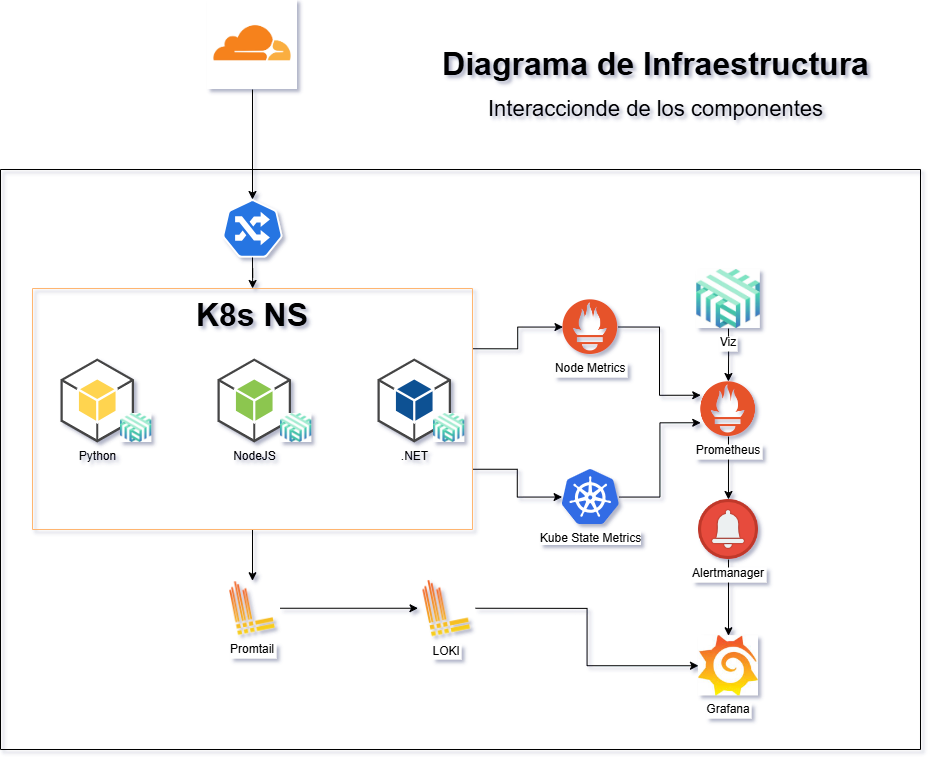 Diagrama de Infraestructura
Interaccionde de los componentes
K8s NS
Python
NodeJS
.NET
Node Metrics
Viz
Prometheus
Kube State Metrics
Alertmanager
Promtail
LOKI
Grafana